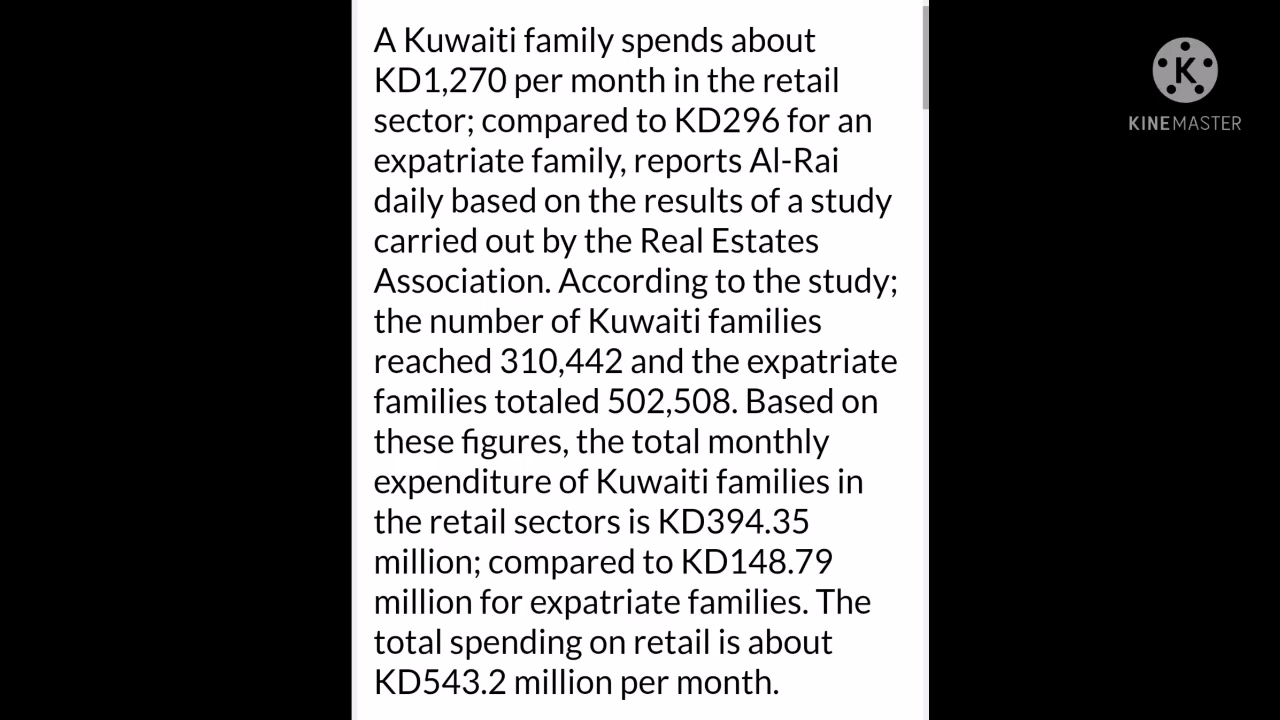 A Kuwaiti family spends about
KD1,270 per month in the retail
sector; compared to KD296 for an
expatriate family, reports Al-Rai
daily based on the results of a study
carried out by the Real Estates
Association. According to the study;
the number of Kuwaiti families
reached 310,442 and the expatriate
families totaled 502,508. Based on
these figures, the total monthly
expenditure of Kuwaiti families in
the retail sectors is KD394.35
million; compared to KD148.79
million for expatriate families. The
total spending on retail is about
KD543.2 million per month.
K
KINEMASTER